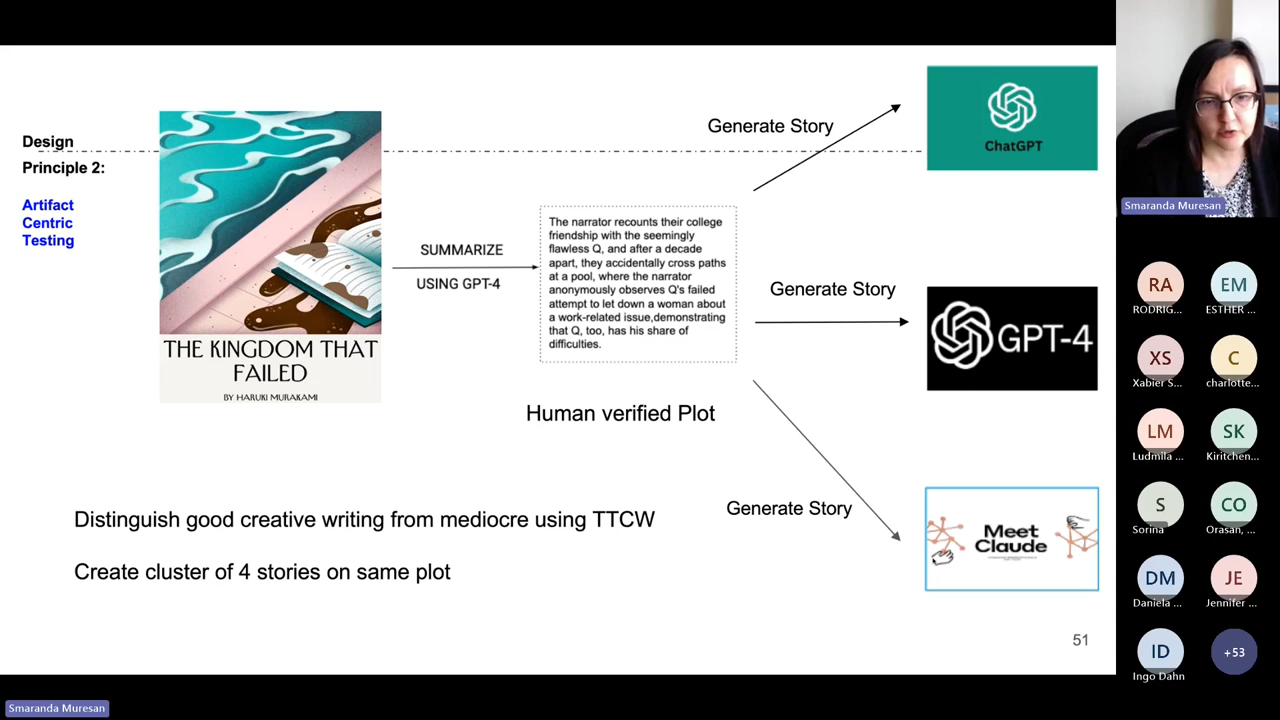 Design
Principle 2:
Artifact
Centric
Testing
THE KINGDOM THAT
FAILED
BY HARUKI MURAKAMI
SUMMARIZE
USING GPT-4
The narrator recounts their college
friendship with the seemingly
flawless Q, and after a decade
apart, they accidentally cross paths
at a pool, where the narrator
anonymously observes Q's failed
attempt to let down a woman about
a work-related issue,demonstrating
that Q, too, has his share of
difficulties.
Human verified Plot
Generate Story
ChatGPT
Generate Story
GPT-4
Generate Story
Meet
Claude
Distinguish good creative writing from mediocre using TTCW
Create cluster of 4 stories on same plot
51
Smaranda Muresan
RA
RODRIG...
EM
ESTHER ...
XS
Xabier S...
C
charlotte...
LM
Ludmila ...
SK
Kiritchen...
S
Sorina
CO
Orasan, ...
DM
Daniela ...
JE
Jennifer ...
ID
Ingo Dahn
+53
Smaranda Muresan